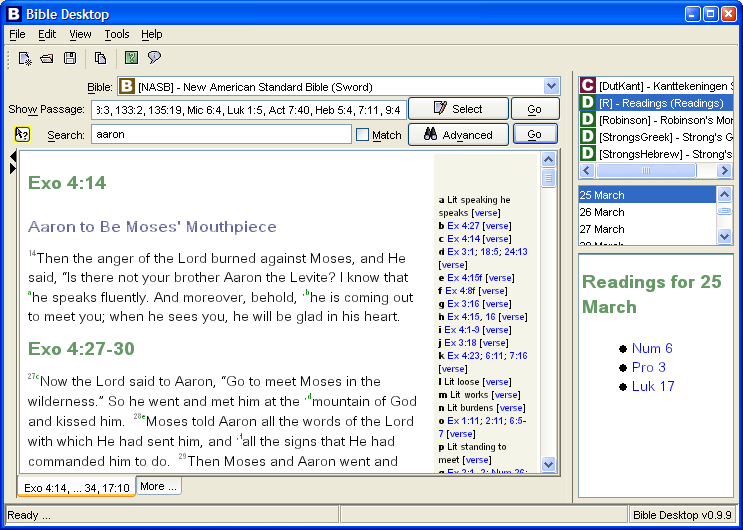 Bible Desktop
File Edit View Tools Help
Bible: [NASB] - New American Standard Bible (Sword)
Show Passage: 3:3, 133:2, 135:19, Mic 6:4, Luk 1:5, Act 7:40, Heb 5:4, 7:11, 9:4 Select Go
Search: aaron Match Advanced Go
Exo 4:14
Aaron to Be Moses' Mouthpiece
14Then the anger of the Lord burned against Moses, and He
said, “Is there not your brother Aaron the Levite? I know that
a he speaks fluently. And moreover, behold, ·b he is coming out
to meet you; when he sees you, he will be glad in his heart.
Exo 4:27-30
27c Now the Lord said to Aaron, “Go to meet Moses in the
wilderness.” So he went and met him at the ·d mountain of God
and kissed him. 28e Moses told Aaron all the words of the Lord
with which He had sent him, and ·f all the signs that He had
commanded him to do. 29Then Moses and Aaron went and
a Lit speaking he
speaks [verse]
b Ex 4:27 [verse]
c Ex 4:14 [verse]
d Ex 3:1; 18:5; 24:13
[verse]
e Ex 4:15f [verse]
f Ex 4:8f [verse]
g Ex 3:16 [verse]
h Ex 4:15, 16 [verse]
i Ex 4:1-9 [verse]
j Ex 3:18 [verse]
k Ex 4:23; 6:11; 7:16
[verse]
l Lit loose [verse]
m Lit works [verse]
n Lit burdens [verse]
o Ex 1:11; 2:11; 6:5-
7 [verse]
p Lit standing to
meet [verse]
Exo 4:14, ... 34, 17:10 More ...
C [DutKant] - Kanttekeningen S
D [R] - Readings (Readings)
D [Robinson] - Robinson's Mor
D [StrongsGreek] - Strong's G
D [StrongsHebrew] - Strong's
25 March
26 March
27 March
28 March
Readings for 25
March
Num 6
Pro 3
Luk 17
Ready ... Bible Desktop v0.9.9